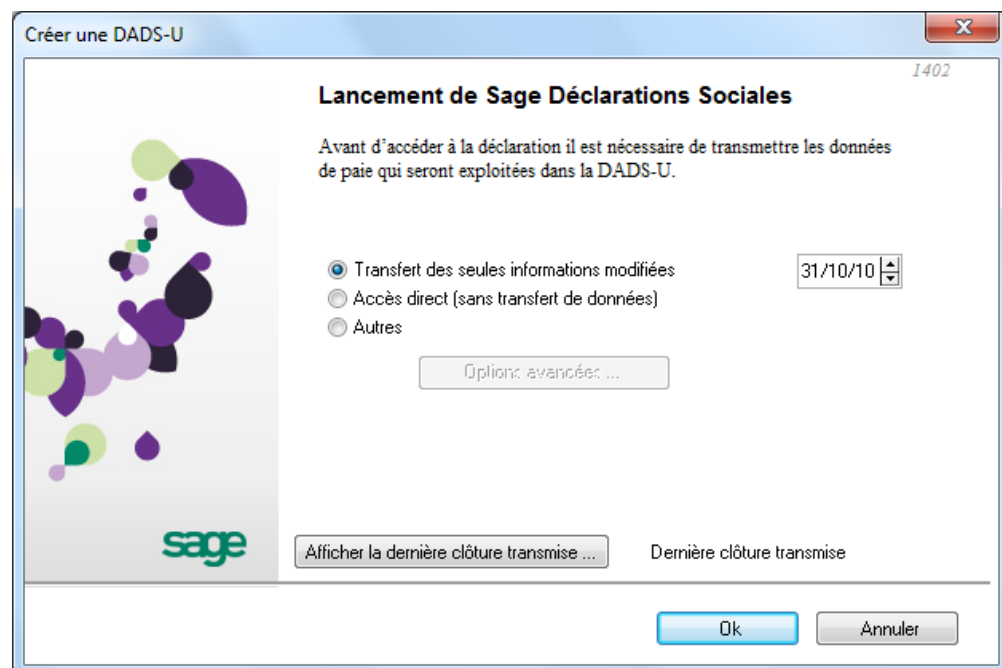 Créer une DADS-U
1402
Lancement de Sage Déclarations Sociales
Avant d'accéder à la déclaration il est nécessaire de transmettre les données
de paie qui seront exploitées dans la DADS-U.
Transfert des seules informations modifiées 31/10/10
Accès direct (sans transfert de données)
Autres
Options avancées ...
sage
Afficher la dernière clôture transmise ... Dernière clôture transmise
Ok Annuler